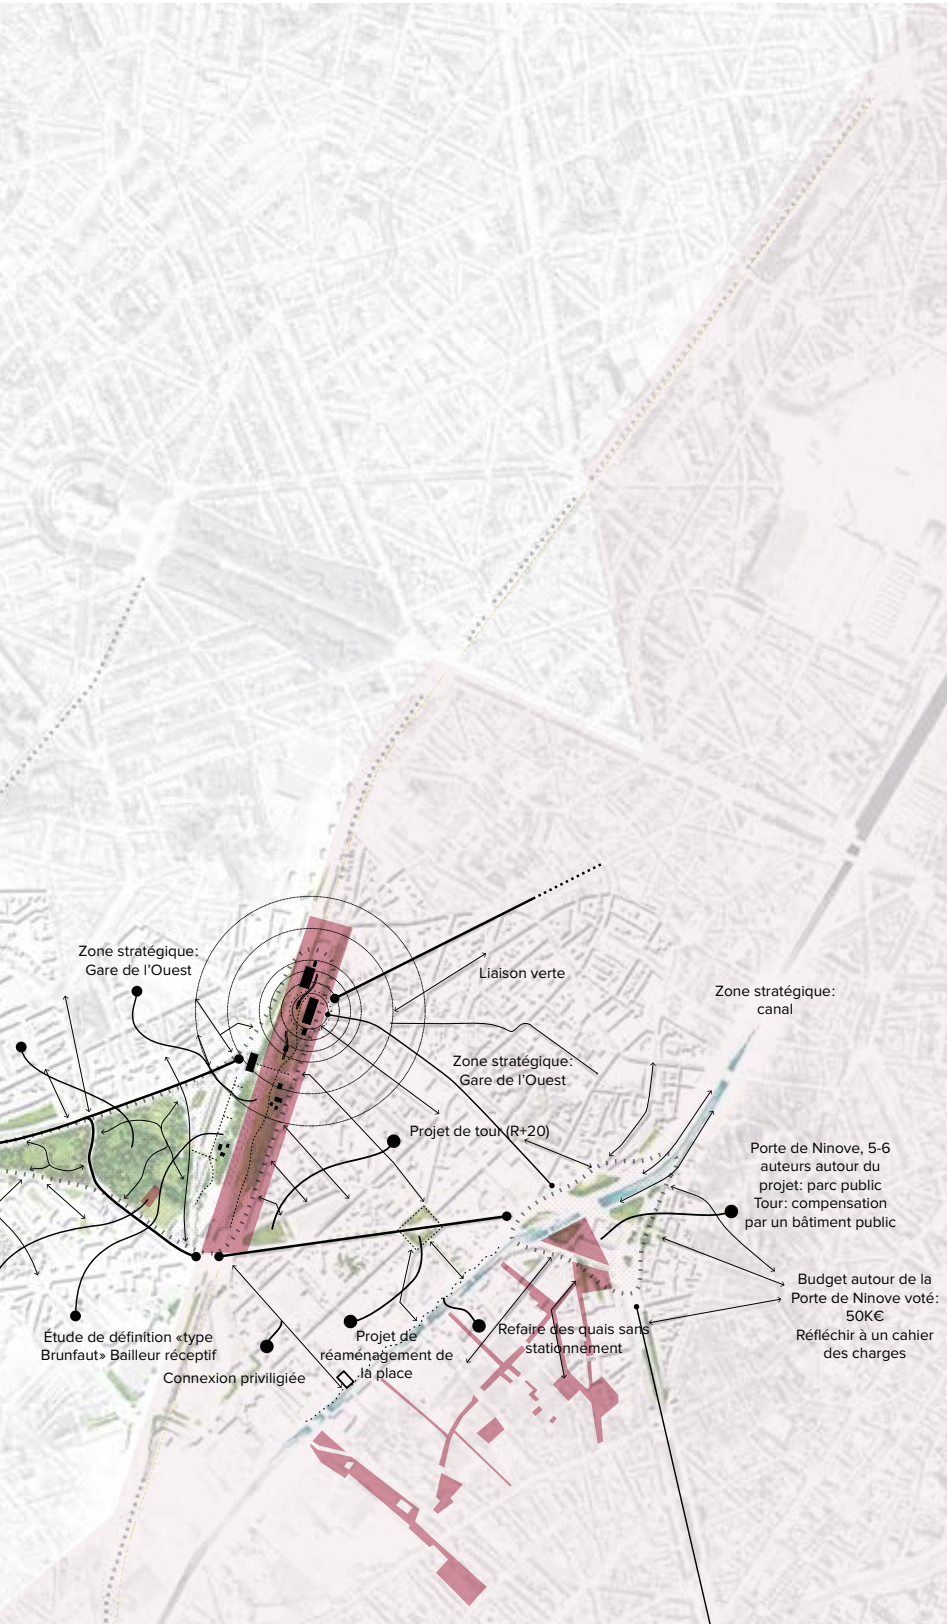 Zone stratégique:
Gare de l’Ouest
Liaison verte
Zone stratégique:
canal
Zone stratégique:
Gare de l’Ouest
Projet de tour (R+20)
Porte de Ninove, 5-6
auteurs autour du
projet: parc public
Tour: compensation
par un bâtiment public
Budget autour de la
Porte de Ninove voté:
50K€
Réfléchir à un cahier
des charges
Étude de définition «type
Brunfaut» Bailleur réceptif
Connexion priviligiée
Projet de
réaménagement de
la place
Refaire des quais sans
stationnement